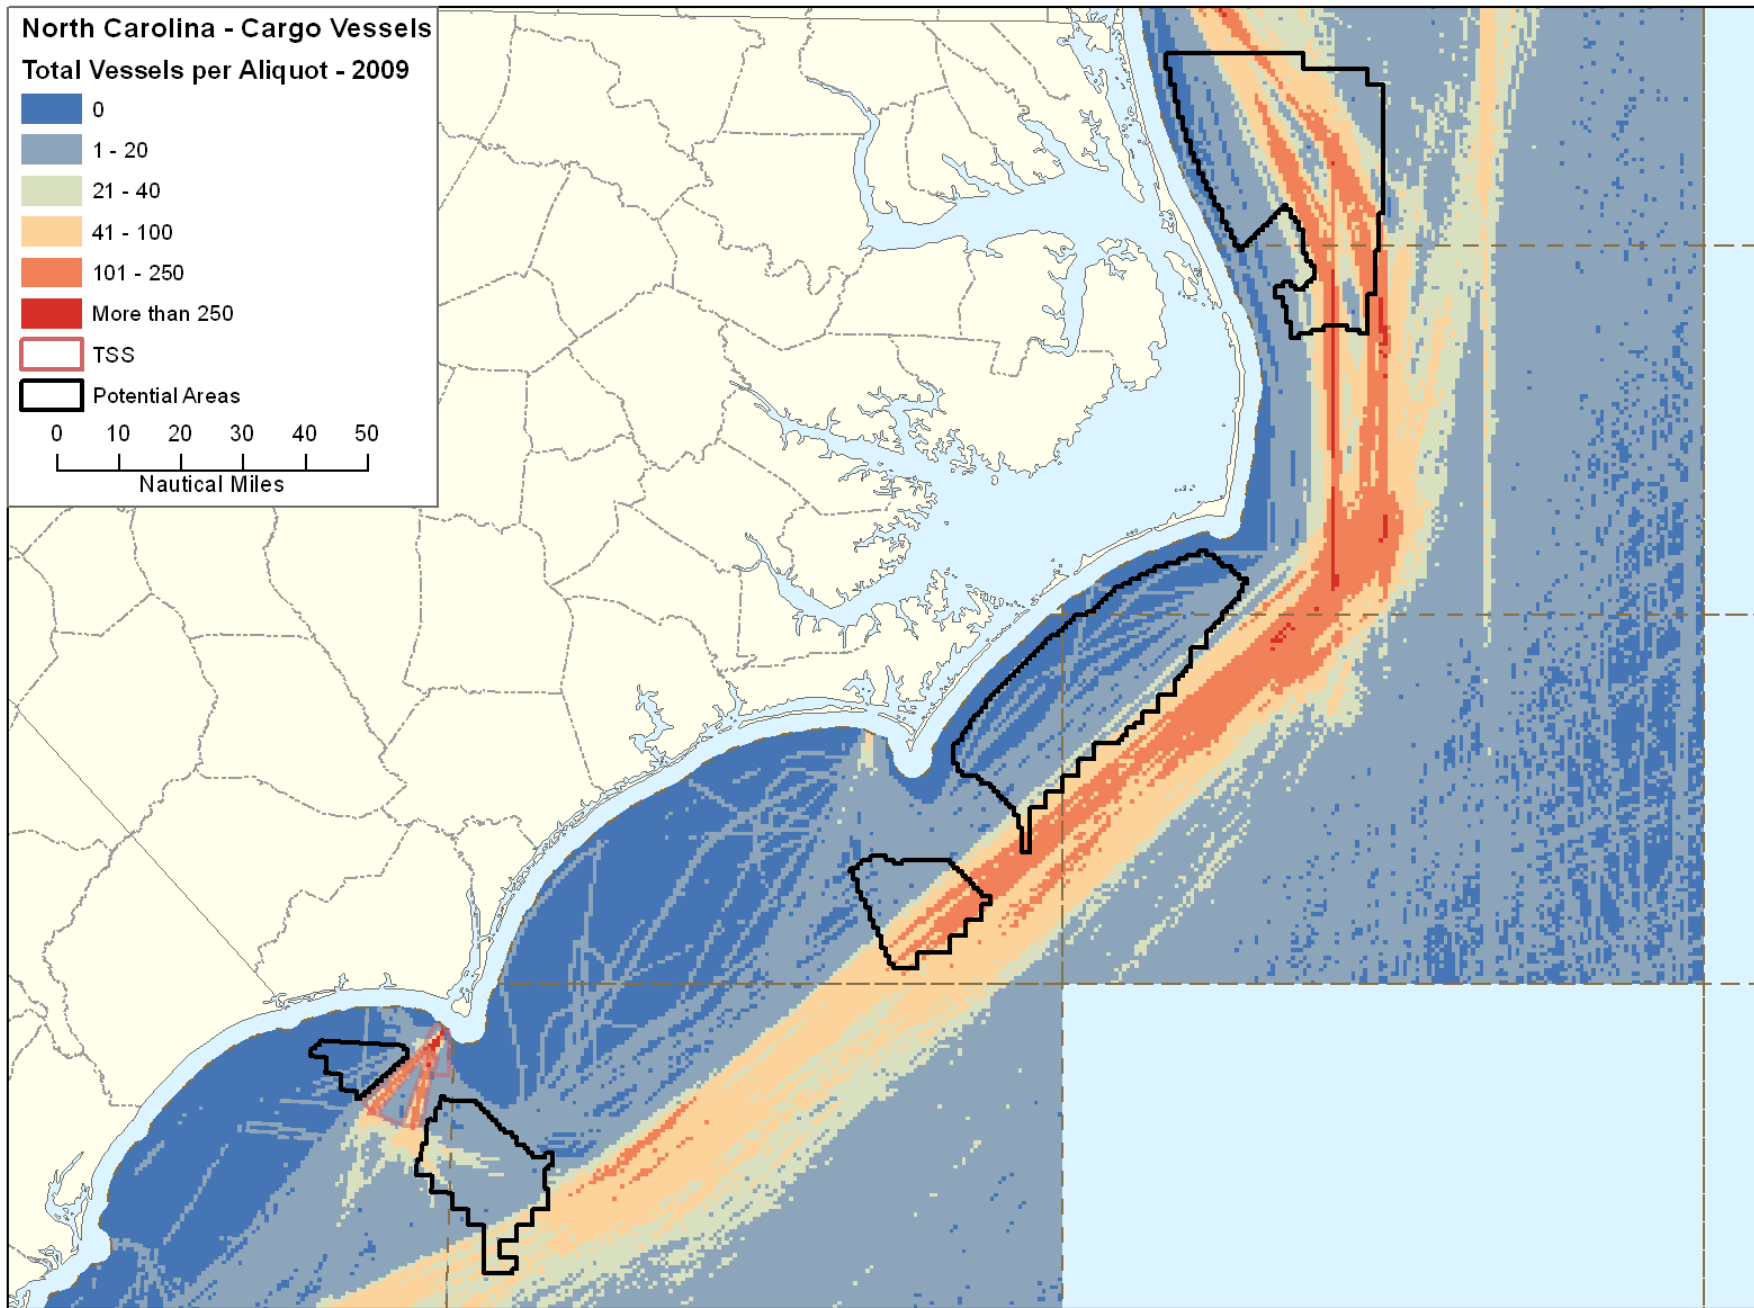 North Carolina - Cargo Vessels
Total Vessels per Aliquot - 2009
0
1 - 20
21 - 40
41 - 100
101 - 250
More than 250
TSS
Potential Areas
0 10 20 30 40 50
Nautical Miles